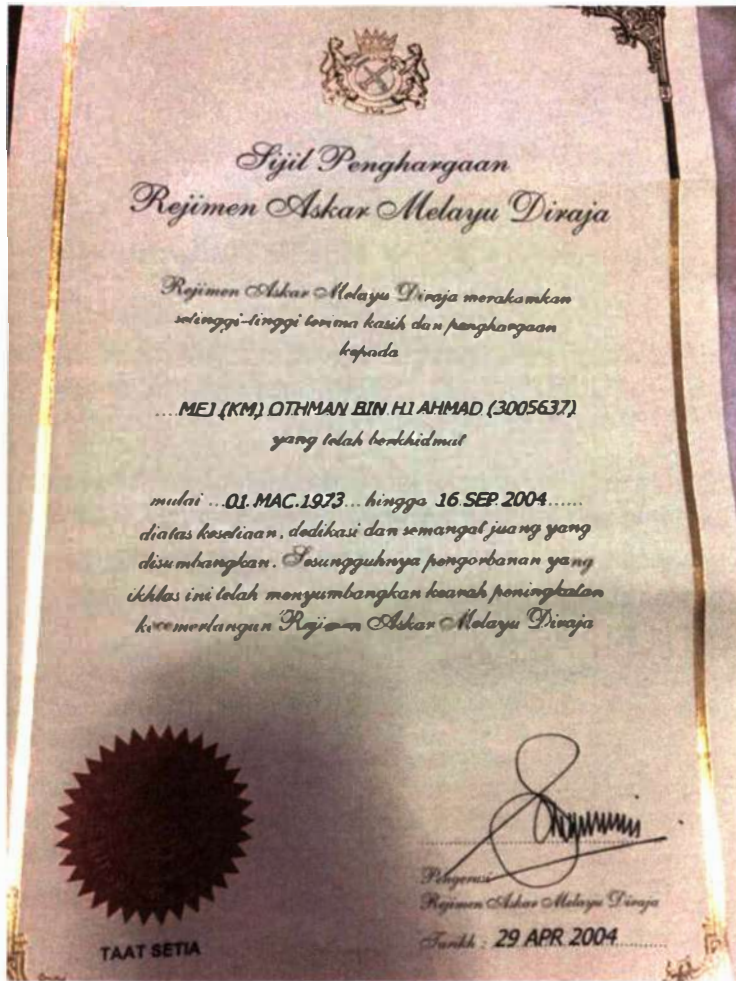 Sijil Penghargaan
Rejimen Askar Melayu Diraja
Rejimen Askar Melayu Diraja merakamkan
setinggi-tinggi terima kasih dan penghargaan
kepada
....MEJ (KM) OTHMAN BIN HJ AHMAD (3005637)
yang telah berkhidmat
mulai ...01. MAC.1973... hingga 16 SEP 2004......
diatas kesetiaan, dedikasi dan semangat juang yang
disumbangkan. Sesungguhnya pengorbanan yang
ikhlas ini telah menyumbangkan kearah peningkatan
kecemerlangan Rejimen Askar Melayu Diraja
Pengerusi
Rejimen Askar Melayu Diraja
Tarikh : 29 APR 2004
TAAT SETIA